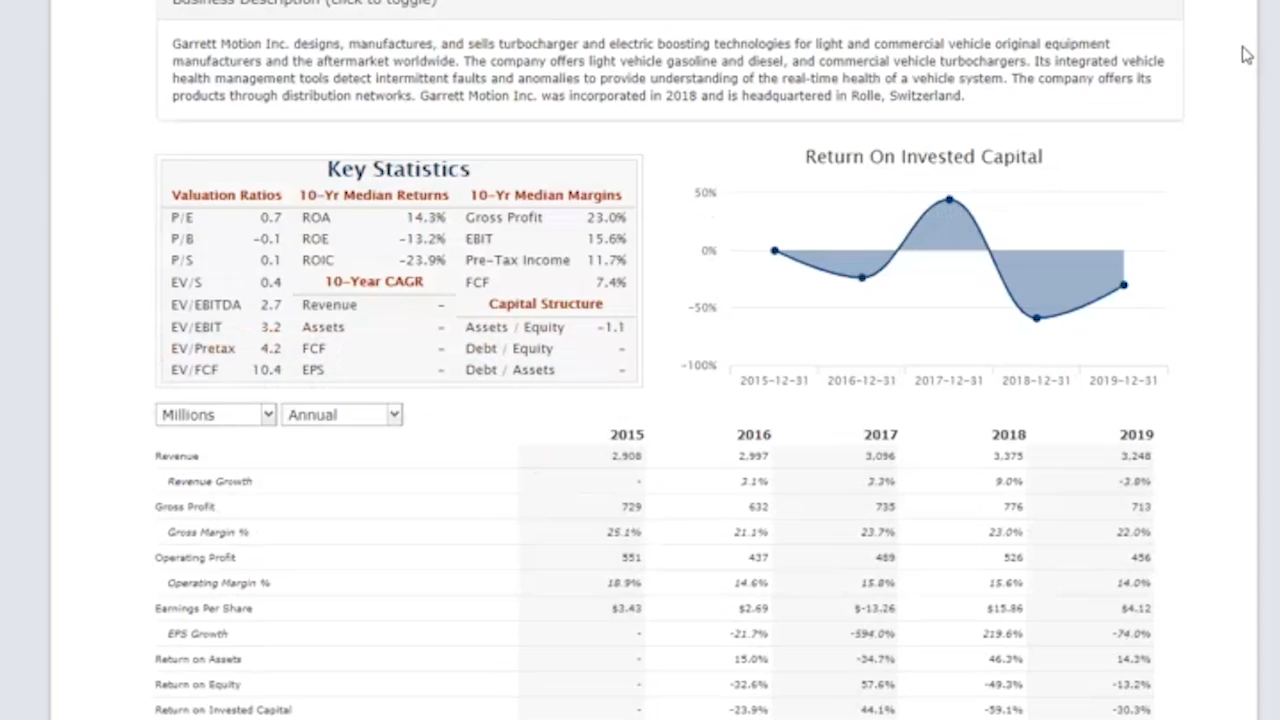 Business Description (click to toggle)
Garrett Motion Inc. designs, manufactures, and sells turbocharger and electric boosting technologies for light and commercial vehicle original equipment
manufacturers and the aftermarket worldwide. The company offers light vehicle gasoline and diesel, and commercial vehicle turbochargers. Its integrated vehicle
health management tools detect intermittent faults and anomalies to provide understanding of the real-time health of a vehicle system. The company offers its
products through distribution networks. Garrett Motion Inc. was incorporated in 2018 and is headquartered in Rolle, Switzerland.
Key Statistics
Valuation Ratios 10-Yr Median Returns 10-Yr Median Margins
P/E 0.7 ROA 14.3% Gross Profit 23.0%
P/B -0.1 ROE -13.2% EBIT 15.6%
P/S 0.1 ROIC -23.9% Pre-Tax Income 11.7%
EV/S 0.4 10-Year CAGR FCF 7.4%
EV/EBITDA 2.7 Revenue - Capital Structure
EV/EBIT 3.2 Assets - Assets / Equity -1.1
EV/Pretax 4.2 FCF - Debt / Equity -
EV/FCF 10.4 EPS - Debt / Assets -
Return On Invested Capital
50%
0%
-50%
-100%
2015-12-31 2016-12-31 2017-12-31 2018-12-31 2019-12-31
Millions Annual
2015 2016 2017 2018 2019
Revenue 2,908 2,997 3,096 3,375 3,248
Revenue Growth - 3.1% 3.3% 9.0% -3.8%
Gross Profit 729 632 735 776 713
Gross Margin % 25.1% 21.1% 23.7% 23.0% 22.0%
Operating Profit 551 437 489 526 456
Operating Margin % 18.9% 14.6% 15.8% 15.6% 14.0%
Earnings Per Share $3.43 $2.69 $-13.26 $15.86 $4.12
EPS Growth - -21.7% -594.0% 219.6% -74.0%
Return on Assets - 15.0% -34.7% 46.3% 14.3%
Return on Equity - -32.6% 57.6% -49.3% -13.2%
Return on Invested Capital - -23.9% 44.1% -59.1% -30.3%